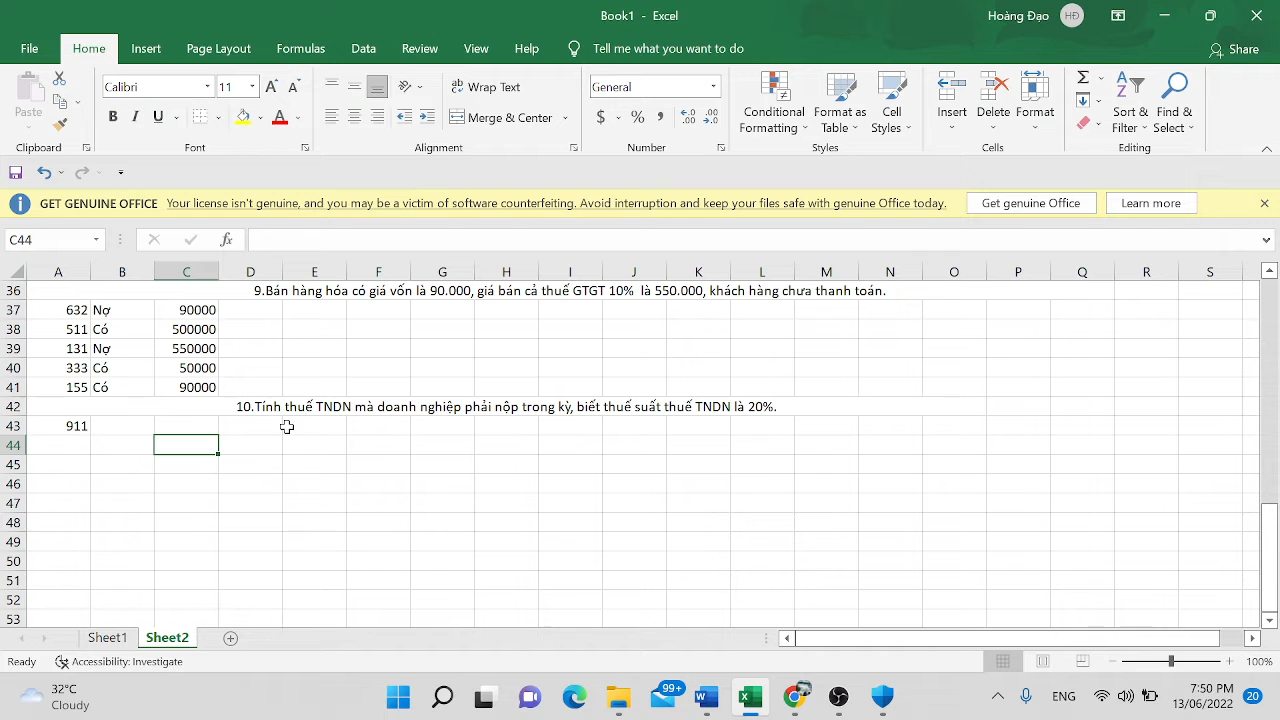 Book1 - Excel
Hoàng Đạo
HĐ
File Home Insert Page Layout Formulas Data Review View Help Tell me what you want to do
Share
Paste
Clipboard
Calibri 11
B I U
Font
Wrap Text
Merge & Center
Alignment
General
$ % ,
Number
Conditional Formatting
Format as Table
Cell Styles
Styles
Insert
Delete
Format
Cells
Sort & Filter
Find & Select
Editing
GET GENUINE OFFICE Your license isn't genuine, and you may be a victim of software counterfeiting. Avoid interruption and keep your files safe with genuine Office today. Get genuine Office Learn more
C44 fx
A B C D E F G H I J K L M N O P Q R S
36 9.Bán hàng hóa có giá vốn là 90.000, giá bán cả thuế GTGT 10% là 550.000, khách hàng chưa thanh toán.
37 632 Nợ 90000
38 511 Có 500000
39 131 Nợ 550000
40 333 Có 50000
41 155 Có 90000
42 10.Tính thuế TNDN mà doanh nghiệp phải nộp trong kỳ, biết thuế suất thuế TNDN là 20%.
43 911
44
45
46
47
48
49
50
51
52
53
Sheet1 Sheet2
Ready Accessibility: Investigate 100%
32°C
Cloudy
99+
ENG
7:50 PM
13/06/2022
20